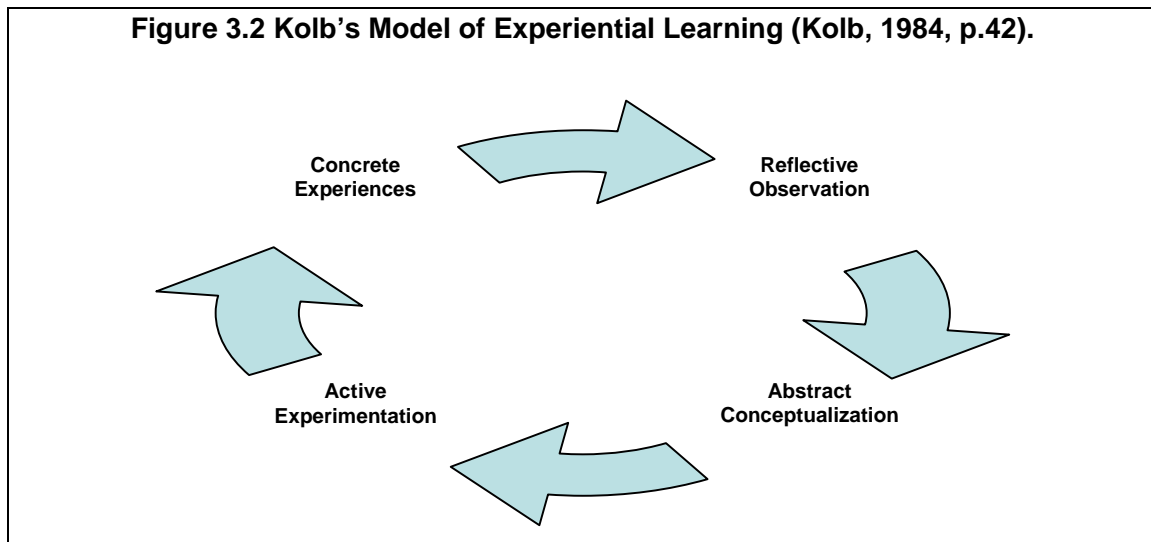 Figure 3.2 Kolb’s Model of Experiential Learning (Kolb, 1984, p.42).
Concrete
Experiences
Reflective
Observation
Active
Experimentation
Abstract
Conceptualization